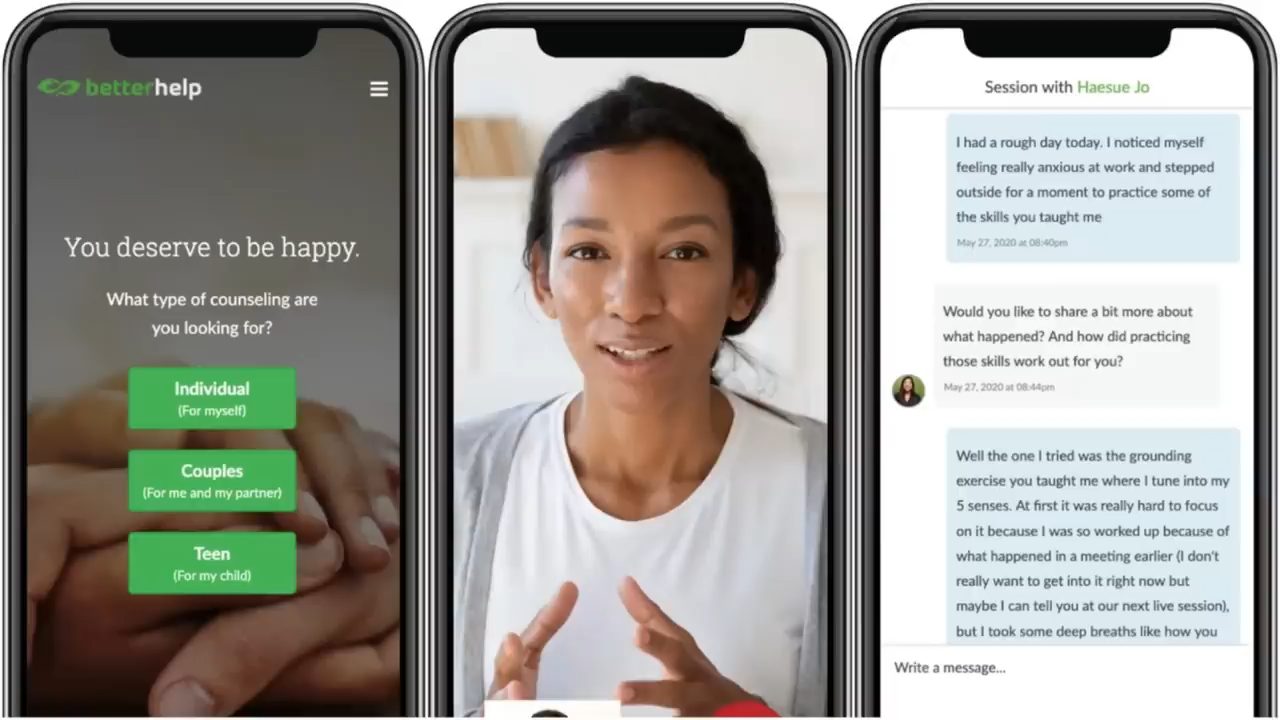 betterhelp
You deserve to be happy.
What type of counseling are
you looking for?
Individual
(For myself)
Couples
(For me and my partner)
Teen
(For my child)
Session with Haesue Jo
I had a rough day today. I noticed myself
feeling really anxious at work and stepped
outside for a moment to practice some of
the skills you taught me
May 27, 2020 at 08:40pm
Would you like to share a bit more about
what happened? And how did practicing
those skills work out for you?
May 27, 2020 at 08:44pm
Well the one I tried was the grounding
exercise you taught me where I tune into my
5 senses. At first it was really hard to focus
on it because I was so worked up because of
what happened in a meeting earlier (I don't
really want to get into it right now but
maybe I can tell you at our next live session),
but I took some deep breaths like how you
Write a message...